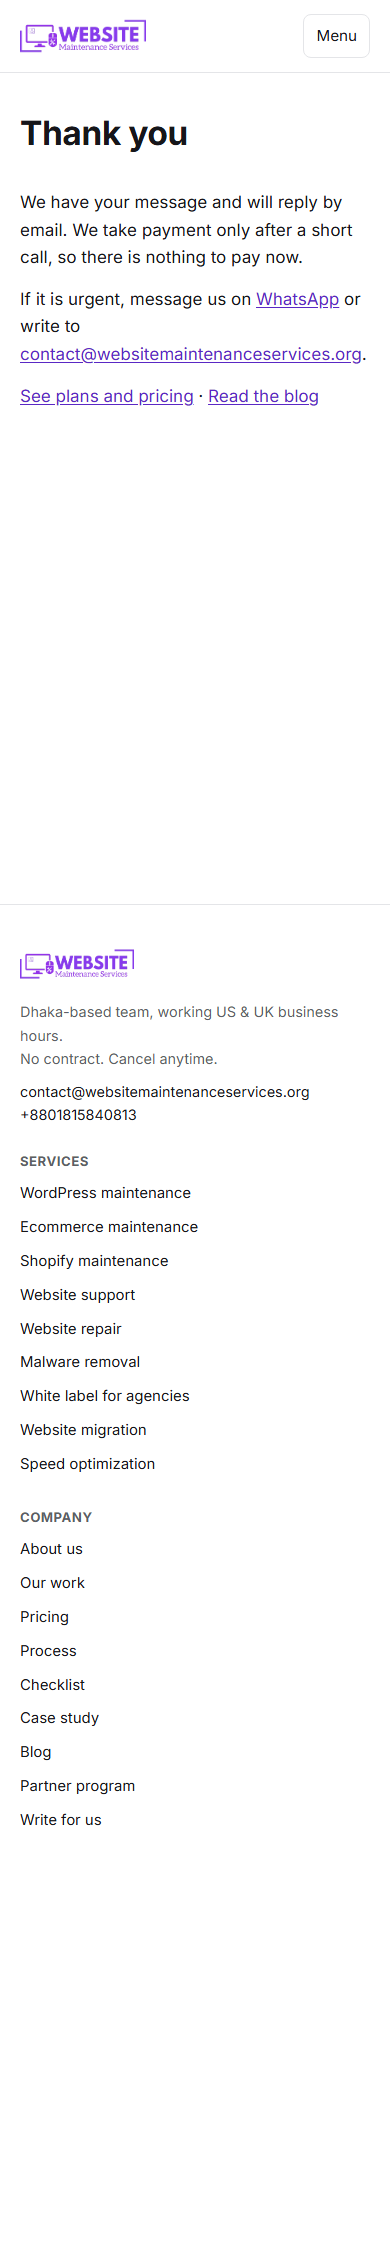 WEBSITE
Maintenance Services
Menu
Thank you
We have your message and will reply by
email. We take payment only after a short
call, so there is nothing to pay now.
If it is urgent, message us on WhatsApp or
write to
contact@websitemaintenanceservices.org.
See plans and pricing · Read the blog
WEBSITE
Maintenance Services
Dhaka-based team, working US & UK business
hours.
No contract. Cancel anytime.
contact@websitemaintenanceservices.org
+8801815840813
SERVICES
WordPress maintenance
Ecommerce maintenance
Shopify maintenance
Website support
Website repair
Malware removal
White label for agencies
Website migration
Speed optimization
COMPANY
About us
Our work
Pricing
Process
Checklist
Case study
Blog
Partner program
Write for us